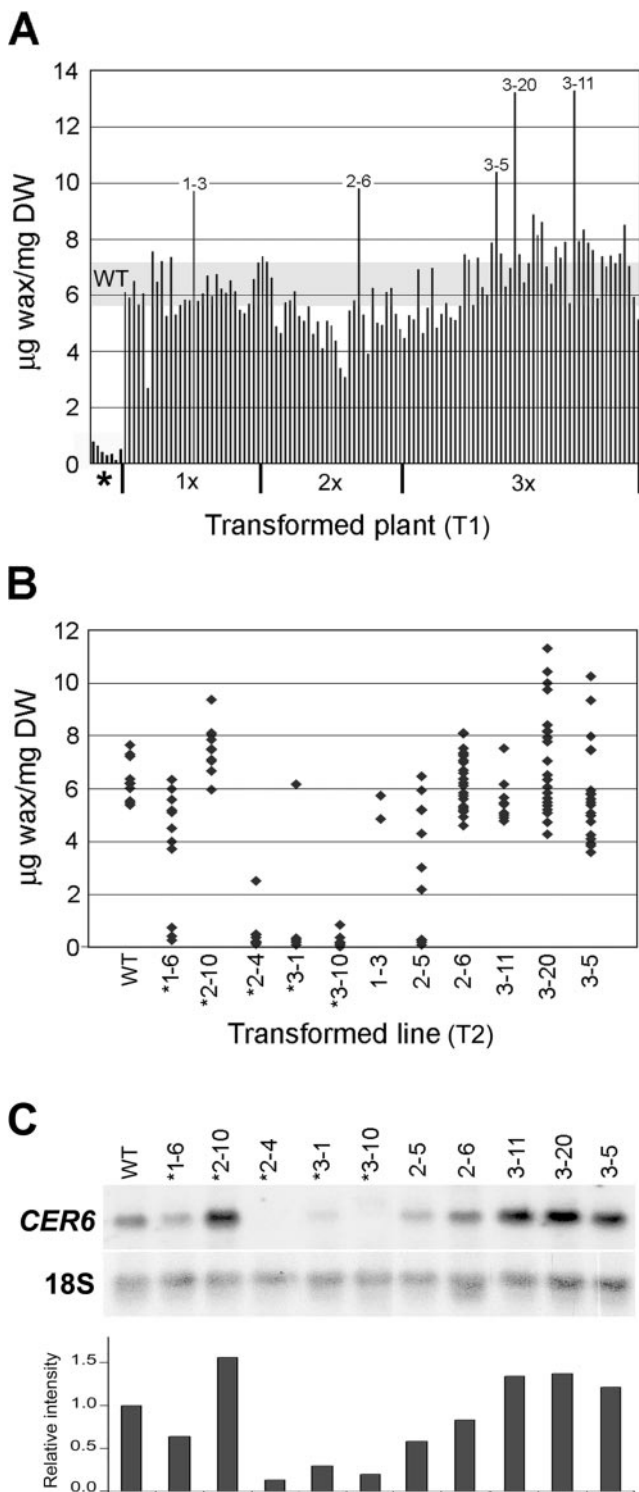 A
µg wax/mg DW
14
12
10
8
6
4
2
0
WT
1-3
2-6
3-5
3-20
3-11
* 1x 2x 3x
Transformed plant (T1)
B
µg wax/mg DW
12
10
8
6
4
2
0
WT *1-6 *2-10 *2-4 *3-1 *3-10 1-3 2-5 2-6 3-11 3-20 3-5
Transformed line (T2)
C
WT *1-6 *2-10 *2-4 *3-1 *3-10 2-5 2-6 3-11 3-20 3-5
CER6
18S
Relative intensity
1.5
1.0
0.5
0.0